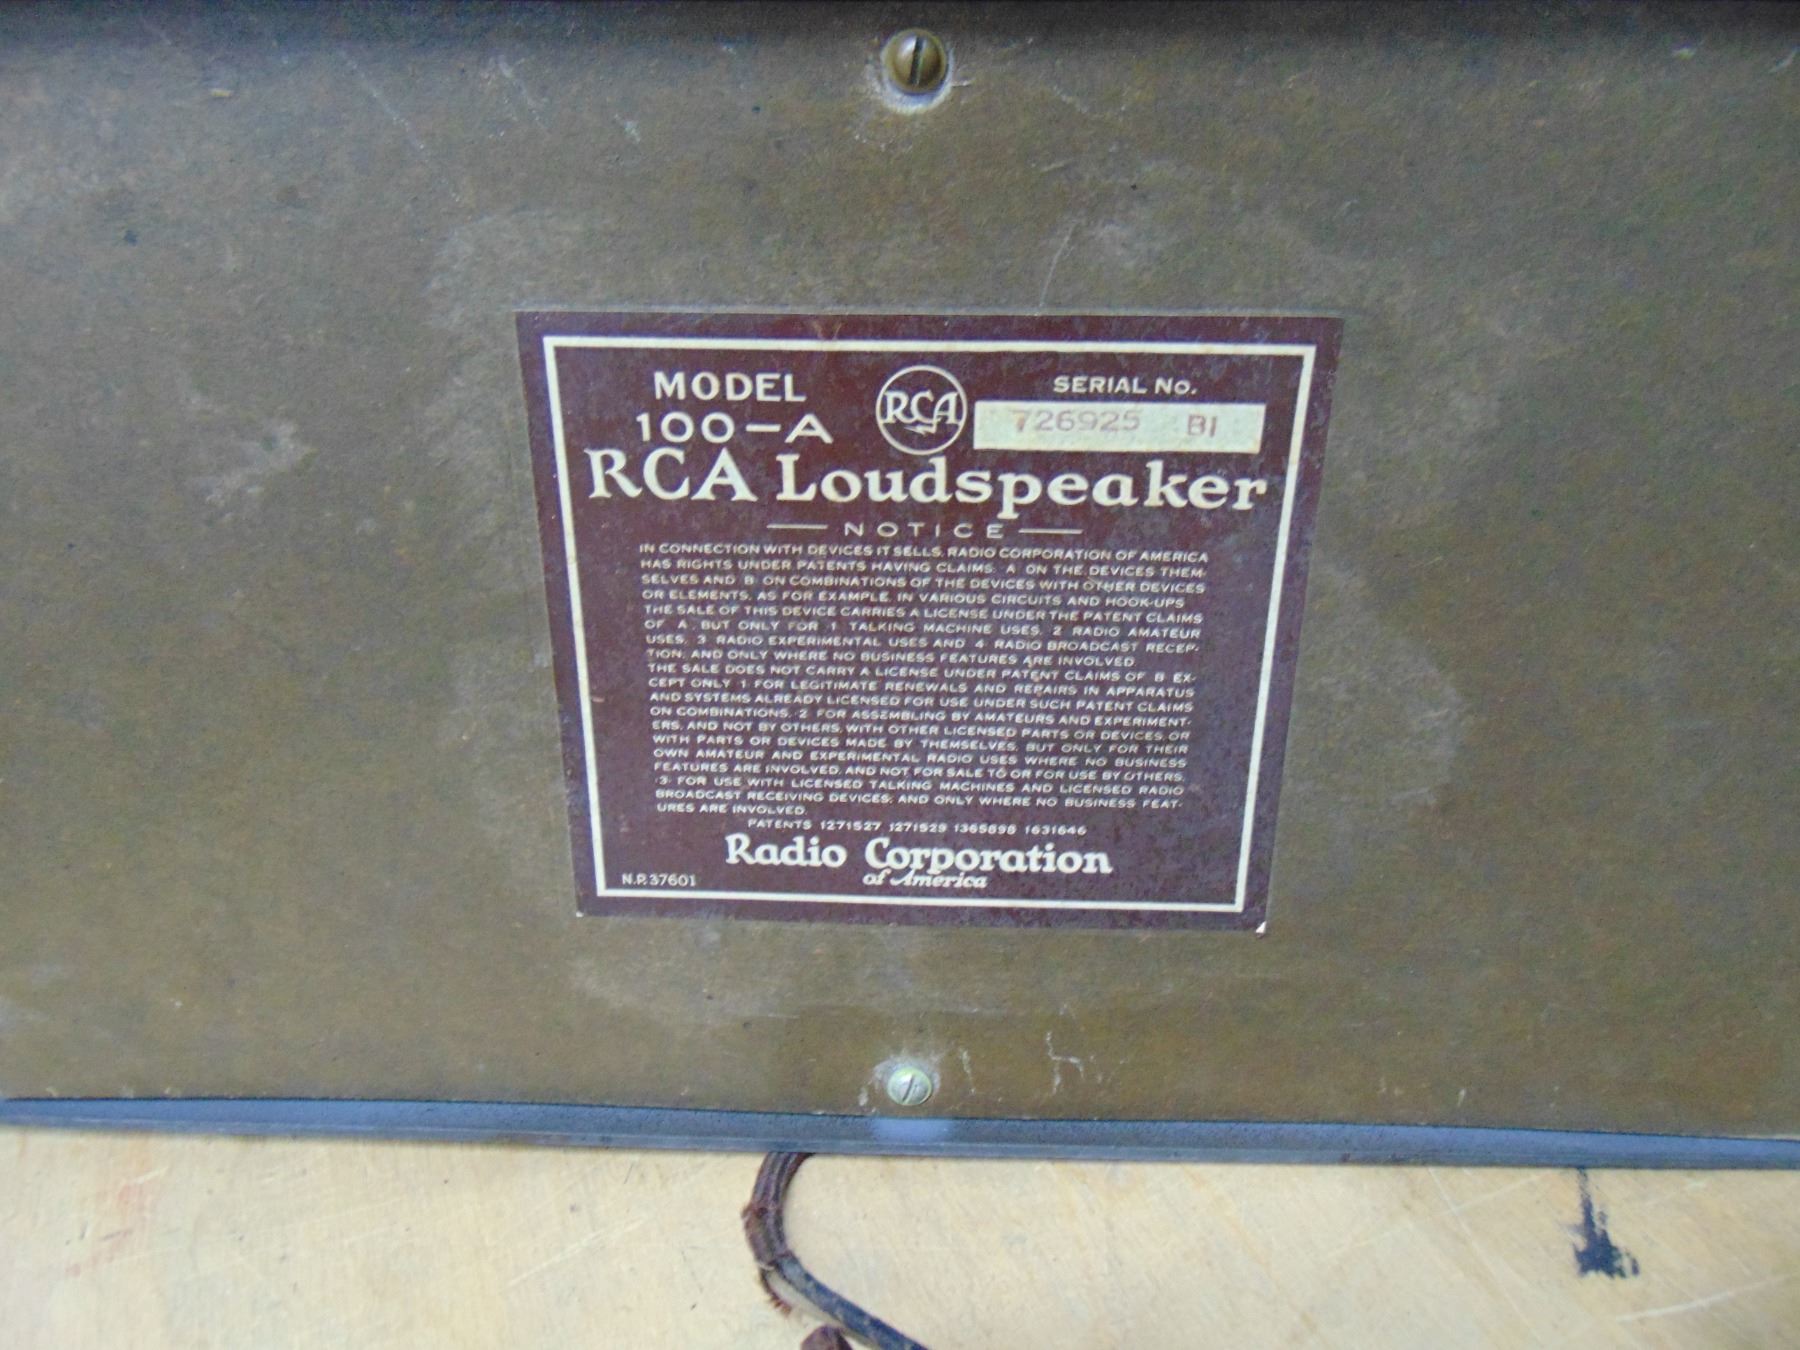 MODEL
100-A
RCA
SERIAL No.
726925 B1
RCA Loudspeaker
NOTICE
IN CONNECTION WITH DEVICES IT SELLS, RADIO CORPORATION OF AMERICA
HAS RIGHTS UNDER PATENTS HAVING CLAIMS. A ON THE DEVICES THEM-
SELVES AND B ON COMBINATIONS OF THE DEVICES WITH OTHER DEVICES
OR ELEMENTS, AS FOR EXAMPLE, IN VARIOUS CIRCUITS AND HOOK-UPS
THE SALE OF THIS DEVICE CARRIES A LICENSE UNDER THE PATENT CLAIMS
OF A, BUT ONLY FOR 1 TALKING MACHINE USES, 2 RADIO AMATEUR
USES, 3 RADIO EXPERIMENTAL USES AND 4 RADIO BROADCAST RECEP-
TION; AND ONLY WHERE NO BUSINESS FEATURES ARE INVOLVED
THE SALE DOES NOT CARRY A LICENSE UNDER PATENT CLAIMS OF B EX-
CEPT ONLY 1 FOR LEGITIMATE RENEWALS AND REPAIRS IN APPARATUS
AND SYSTEMS ALREADY LICENSED FOR USE UNDER SUCH PATENT CLAIMS
ON COMBINATIONS, 2 FOR ASSEMBLING BY AMATEURS AND EXPERIMENT-
ERS, AND NOT BY OTHERS, WITH OTHER LICENSED PARTS OR DEVICES, OR
WITH PARTS OR DEVICES MADE BY THEMSELVES, BUT ONLY FOR THEIR
OWN AMATEUR AND EXPERIMENTAL RADIO USES WHERE NO BUSINESS
FEATURES ARE INVOLVED, AND NOT FOR SALE TO OR FOR USE BY OTHERS,
3 FOR USE WITH LICENSED TALKING MACHINES AND LICENSED RADIO
BROADCAST RECEIVING DEVICES; AND ONLY WHERE NO BUSINESS FEAT-
URES ARE INVOLVED.
PATENTS 1271527 1271529 1365898 1631646
Radio Corporation
of America
N.P.37601